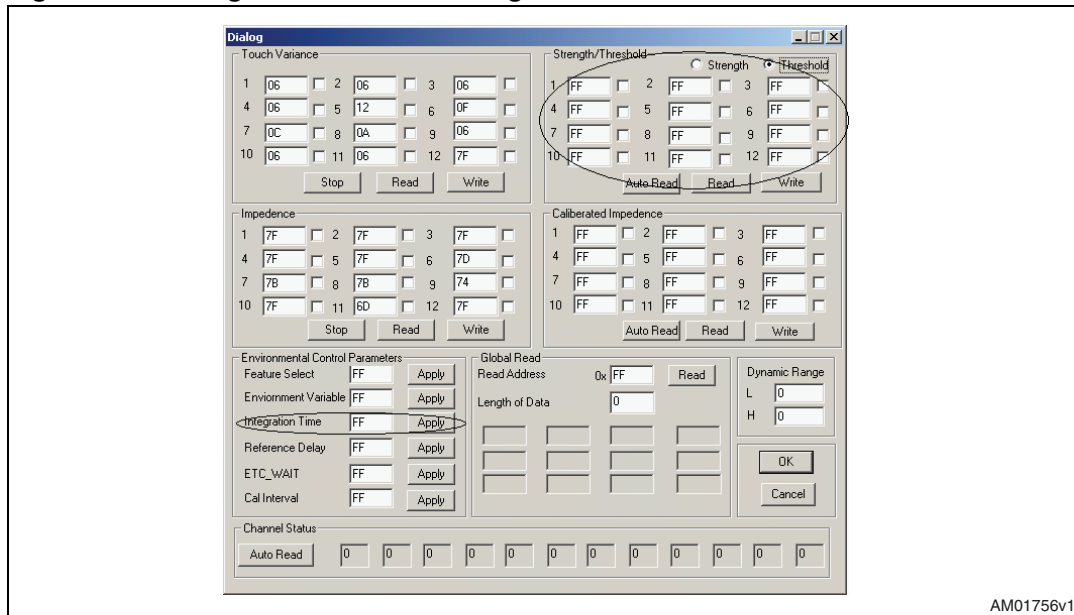 Dialog
Touch Variance
1 06 2 06 3 06
4 06 5 12 6 0F
7 0C 8 0A 9 06
10 06 11 06 12 7F
Stop Read Write
Strength/Threshold
Strength Threshold
1 FF 2 FF 3 FF
4 FF 5 FF 6 FF
7 FF 8 FF 9 FF
10 FF 11 FF 12 FF
Auto Read Read Write
Impedence
1 7F 2 7F 3 7F
4 7F 5 7F 6 7D
7 7B 8 7B 9 74
10 7F 11 6D 12 7F
Stop Read Write
Caliberated Impedence
1 FF 2 FF 3 FF
4 FF 5 FF 6 FF
7 FF 8 FF 9 FF
10 FF 11 FF 12 FF
Auto Read Read Write
Environmental Control Parameters
Feature Select FF Apply
Enviornment Variable FF Apply
Integration Time FF Apply
Reference Delay FF Apply
ETC_WAIT FF Apply
Cal Interval FF Apply
Global Read
Read Address 0x FF Read
Length of Data 0
Dynamic Range
L 0
H 0
OK
Cancel
Channel Status
Auto Read 0 0 0 0 0 0 0 0 0 0 0 0
AM01756v1